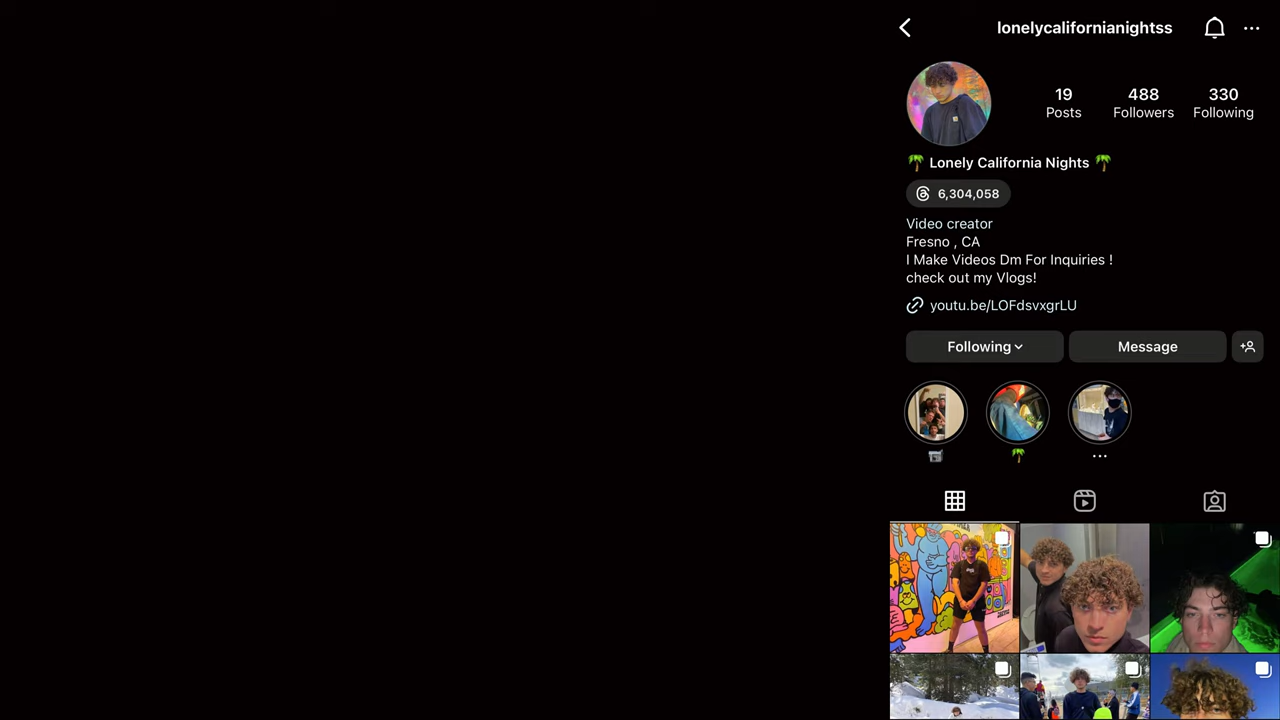 lonelycalifornianightss
19 488 330
Posts Followers Following
🌴 Lonely California Nights 🌴
6,304,058
Video creator
Fresno , CA
I Make Videos Dm For Inquiries !
check out my Vlogs!
youtu.be/LOFdsvxgrLU
Following Message
📷 🌴 ...